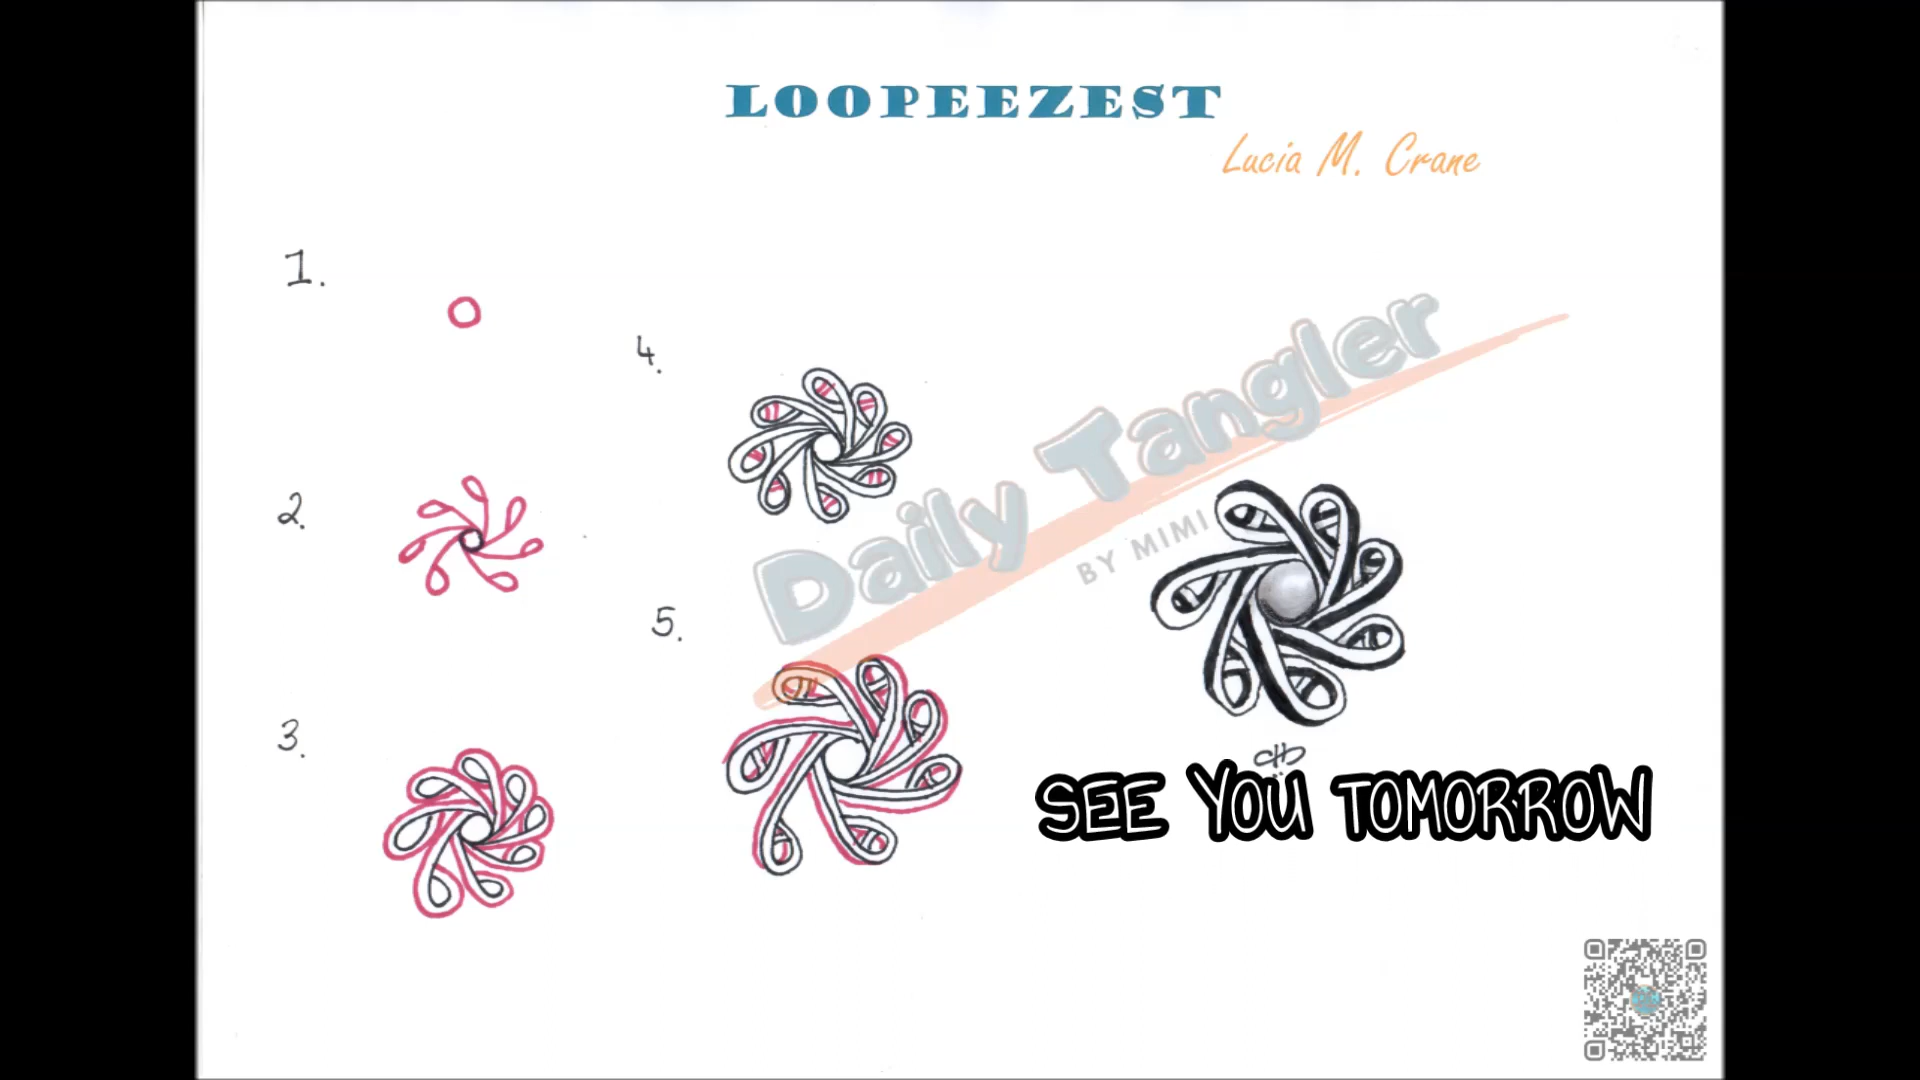 LOOPEEZEST
Lucia M. Crane
1.
2.
3.
4.
5.
Daily Tangler
BY MIMI
SEE YOU TOMORROW